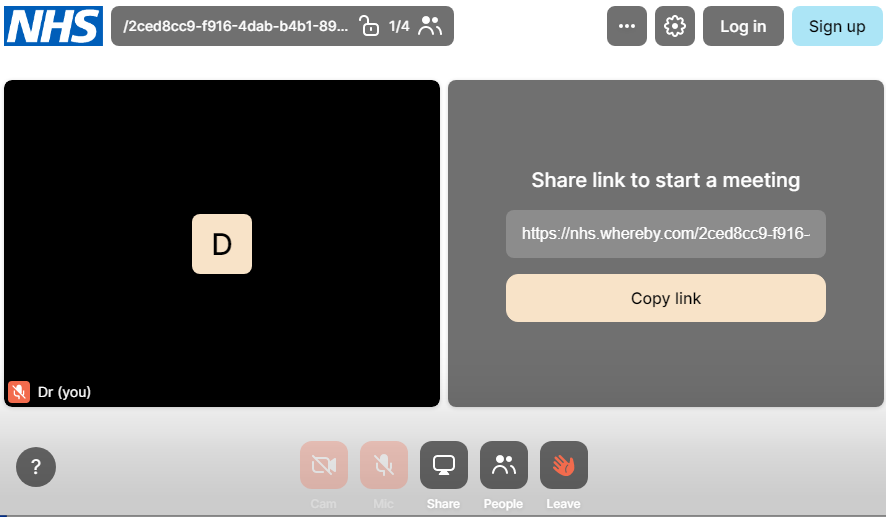 NHS
/2ced8cc9-f916-4dab-b4b1-89... 1/4
... Log in Sign up
D
Dr (you)
Share link to start a meeting
https://nhs.whereby.com/2ced8cc9-f916-
Copy link
?
Cam Mic Share People Leave